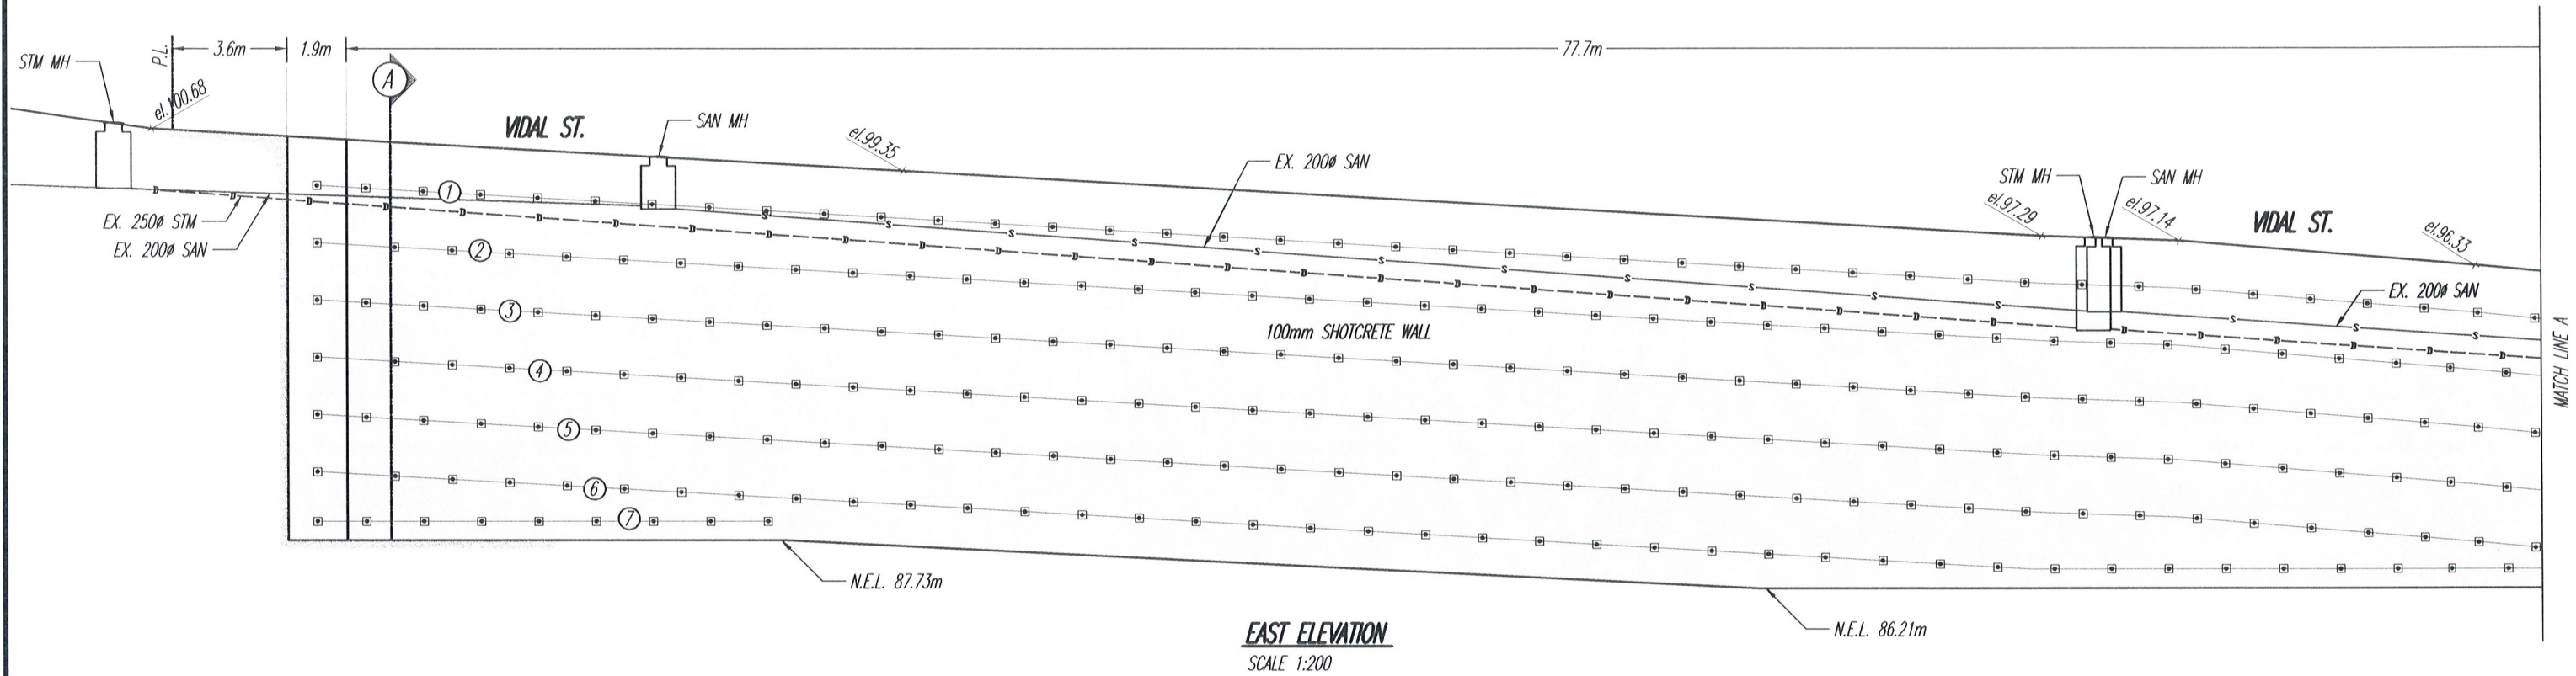 3.6m
1.9m
77.7m
P.L.
STM MH
el.100.68
A
VIDAL ST.
SAN MH
el.99.35
EX. 200ø SAN
STM MH
SAN MH
el.97.29
el.97.14
VIDAL ST.
el.96.33
EX. 250ø STM
EX. 200ø SAN
EX. 200ø SAN
1
2
3
4
5
6
7
100mm SHOTCRETE WALL
MATCH LINE A
N.E.L. 87.73m
N.E.L. 86.21m
EAST ELEVATION
SCALE 1:200